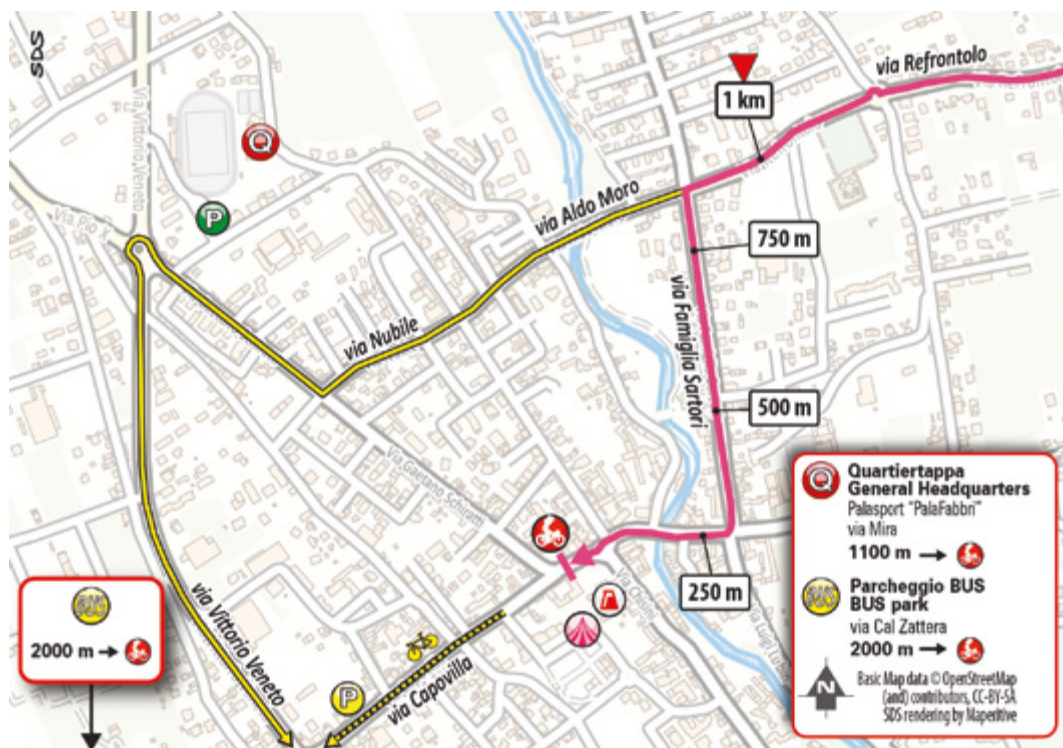 SDS
Via Vittorio Veneto
Q
P
via Refrontolo
1 km
via Aldo Moro
750 m
via Nubile
via Famiglia Sartori
500 m
Via Gaetano Schiratti
250 m
BUS
2000 m
via Vittorio Veneto
P
via Capovilla
Q
Quartiertappa
General Headquarters
Palasport "PalaFabbri"
via Mira
1100 m
BUS
Parcheggio BUS
BUS park
via Cal Zattera
2000 m
N
Basic Map data © OpenStreetMap
(and) contributors, CC-BY-SA
SDS rendering by Maperitive